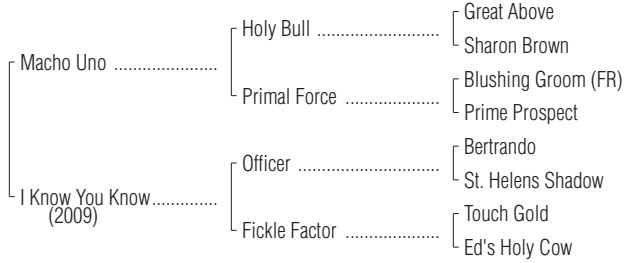 Great Above
Holy Bull ........................
Sharon Brown
Macho Uno ....................
Blushing Groom (FR)
Primal Force ..................
Prime Prospect
Bertrando
Officer ...........................
St. Helens Shadow
I Know You Know.............
(2009)
Touch Gold
Fickle Factor ..................
Ed's Holy Cow